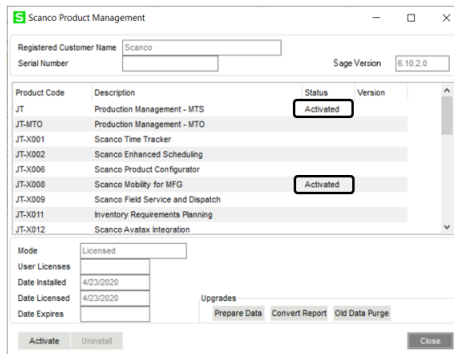 S Scanco Product Management
Registered Customer Name Scanco
Serial Number Sage Version 6.10.2.0
Product Code Description Status Version
JT Production Management - MTS Activated
JT-MTO Production Management - MTO
JT-X001 Scanco Time Tracker
JT-X002 Scanco Enhanced Scheduling
JT-X006 Scanco Product Configurator
JT-X008 Scanco Mobility for MFG Activated
JT-X009 Scanco Field Service and Dispatch
JT-X011 Inventory Requirements Planning
JT-X012 Scanco Avatax Integration
Mode Licensed
User Licenses
Date Installed 4/23/2020
Date Licensed 4/23/2020 Upgrades
Date Expires Prepare Data Convert Report Old Data Purge
Activate Uninstall Close